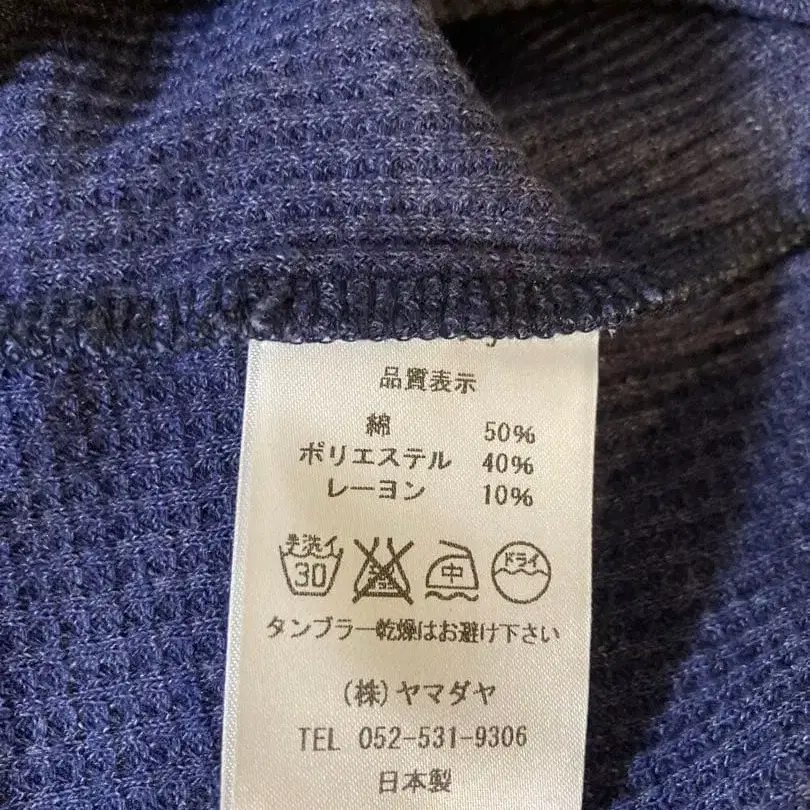 品質表示
綿 50%
ポリエステル 40%
レーヨン 10%
手洗イ 30 中 ドライ
タンブラー乾燥はお避け下さい
(株)ヤマダヤ
TEL 052-531-9306
日本製